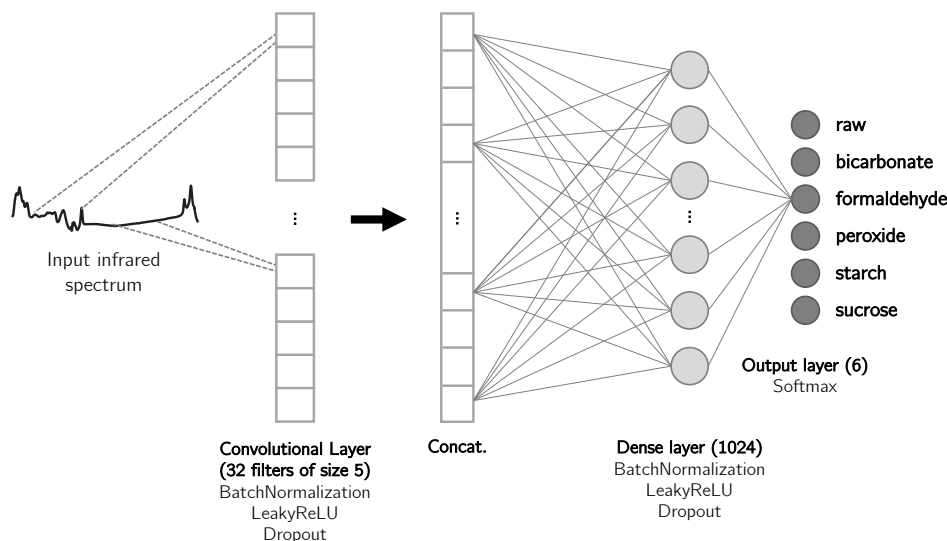 raw
bicarbonate
formaldehyde
peroxide
starch
sucrose
Input infrared
spectrum
...
...
...
Output layer (6)
Softmax
Convolutional Layer
(32 filters of size 5)
BatchNormalization
LeakyReLU
Dropout
Concat.
Dense layer (1024)
BatchNormalization
LeakyReLU
Dropout